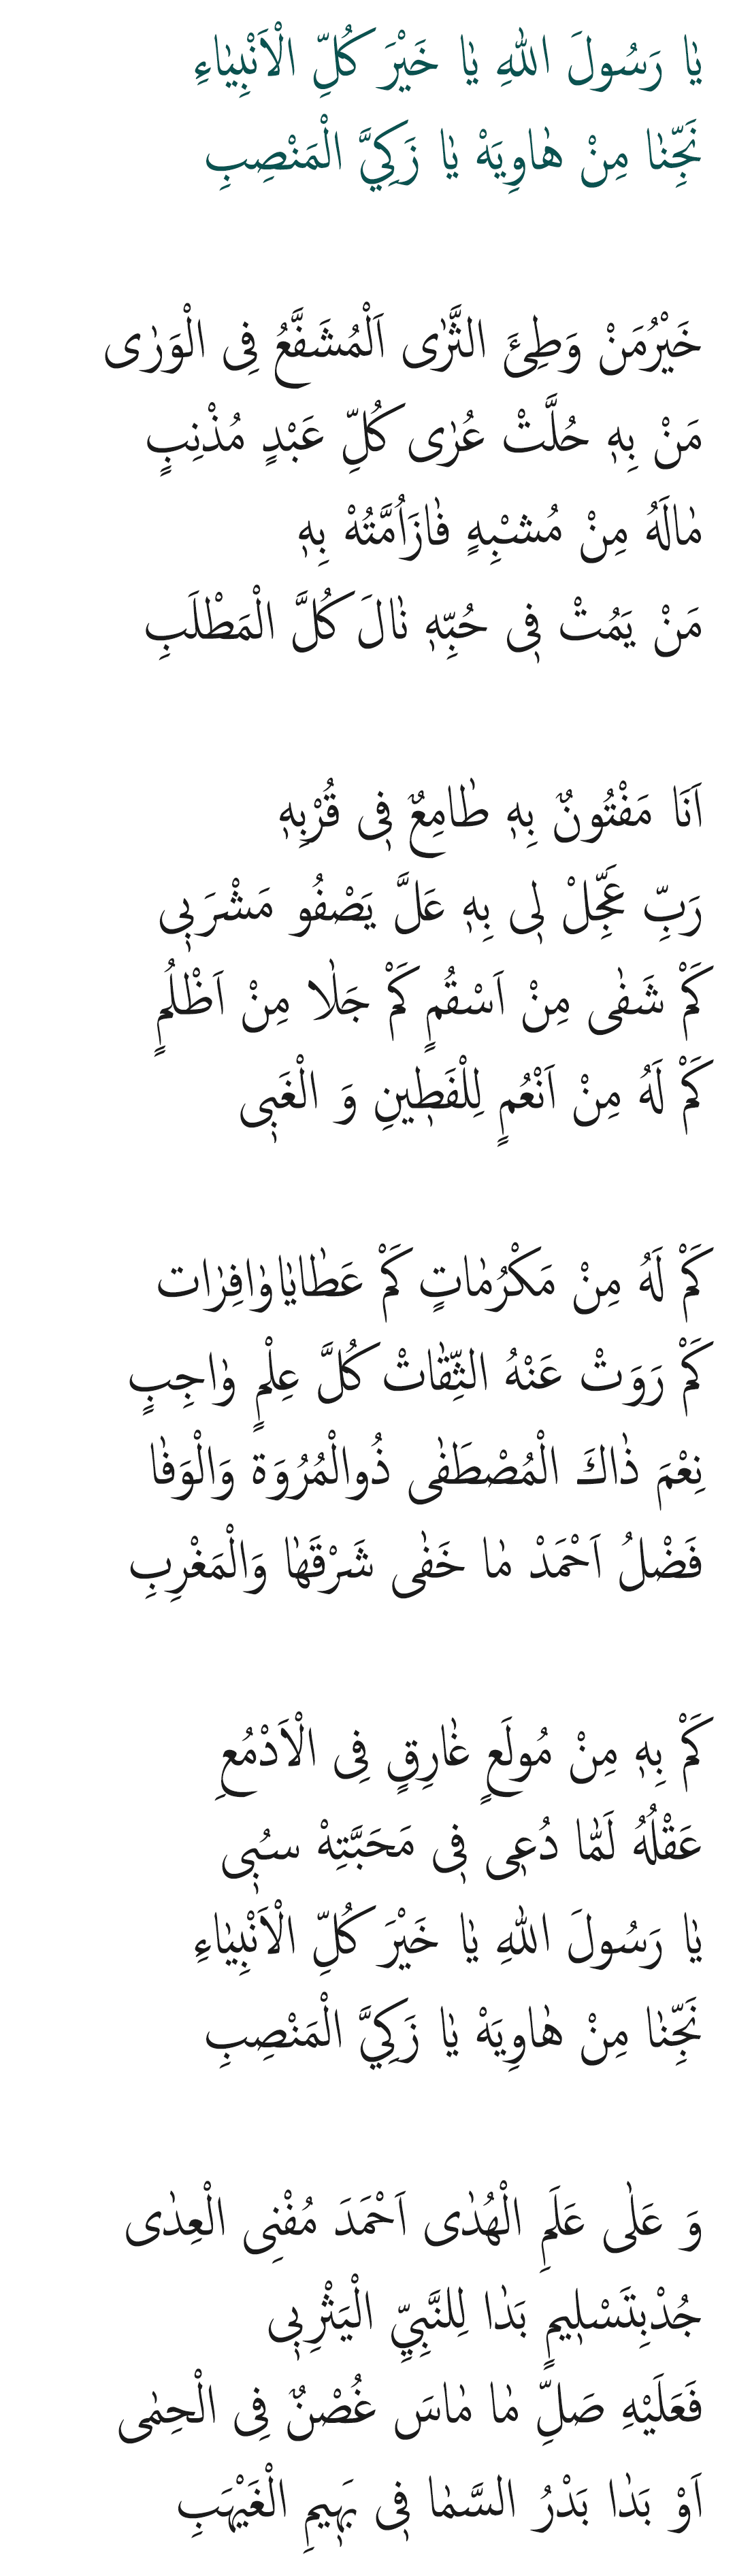 يٰا رَسُولَ اللهِ يٰا خَيْرَ كُلِّ الْاَنْبِيٰاءِ
نَجِّنٰا مِنْ هٰاوِيَهْ يٰا زَكِيَّ الْمَنْصِبِ
خَيْرُمَنْ وَطِئَ الثَّرٰى اَلْمُشَفَّعُ فِى الْوَرٰى
مَنْ بِهٖ حُلَّتْ عُرٰى كُلِّ عَبْدٍ مُذْنِبٍ
مٰالَهُ مِنْ مُشْبِهٍ فٰازَاُمَّتُهْ بِهٖ
مَنْ يَمُتْ فٖى حُبِّهٖ نٰالَ كُلَّ الْمَطْلَبِ
اَنَا مَفْتُونٌ بِهٖ طٰامِعٌ فٖى قُرْبِهٖ
رَبِّ عَجِّلْ لٖى بِهٖ عَلَّ يَصْفُو مَشْرَبٖى
كَمْ شَفٰى مِنْ اَسْقُمٍ كَمْ جَلٰا مِنْ اَظْلُمٍ
كَمْ لَهُ مِنْ اَنْعُمٍ لِلْفَطٖينِ وَ الْغَبٖى
كَمْ لَهُ مِنْ مَكْرُمٰاتٍ كَمْ عَطٰايٰاوٰافِرٰات
كَمْ رَوَتْ عَنْهُ الثِّقٰاتْ كُلَّ عِلْمٍ وٰاجِبٍ
نِعْمَ ذٰاكَ الْمُصْطَفٰى ذُوالْمُرُوَة وَالْوَفٰا
فَضْلُ اَحْمَدْ مٰا خَفٰى شَرْقَهٰا وَالْمَغْرِبِ
كَمْ بِهٖ مِنْ مُولَعٍ غٰارِقٍ فِى الْاَدْمُعِ
عَقْلُهُ لَمّٰا دُعٖى فٖى مَحَبَّتِهْ سُبٖى
يٰا رَسُولَ اللهِ يٰا خَيْرَ كُلِّ الْاَنْبِيٰاءِ
نَجِّنٰا مِنْ هٰاوِيَهْ يٰا زَكِيَّ الْمَنْصِبِ
وَ عَلٰى عَلَمِ الْهُدٰى اَحْمَدَ مُفْنِى الْعِدٰى
جُدْبِتَسْلٖيمٍ بَدٰا لِلنَّبِيِّ الْيَثْرِبٖى
فَعَلَيْهِ صَلِّ مٰا مٰاسَ غُصْنٌ فِى الْحِمٰى
اَوْ بَدٰا بَدْرُ السَّمٰا فٖى بَهٖيمِ الْغَيْهَبِ